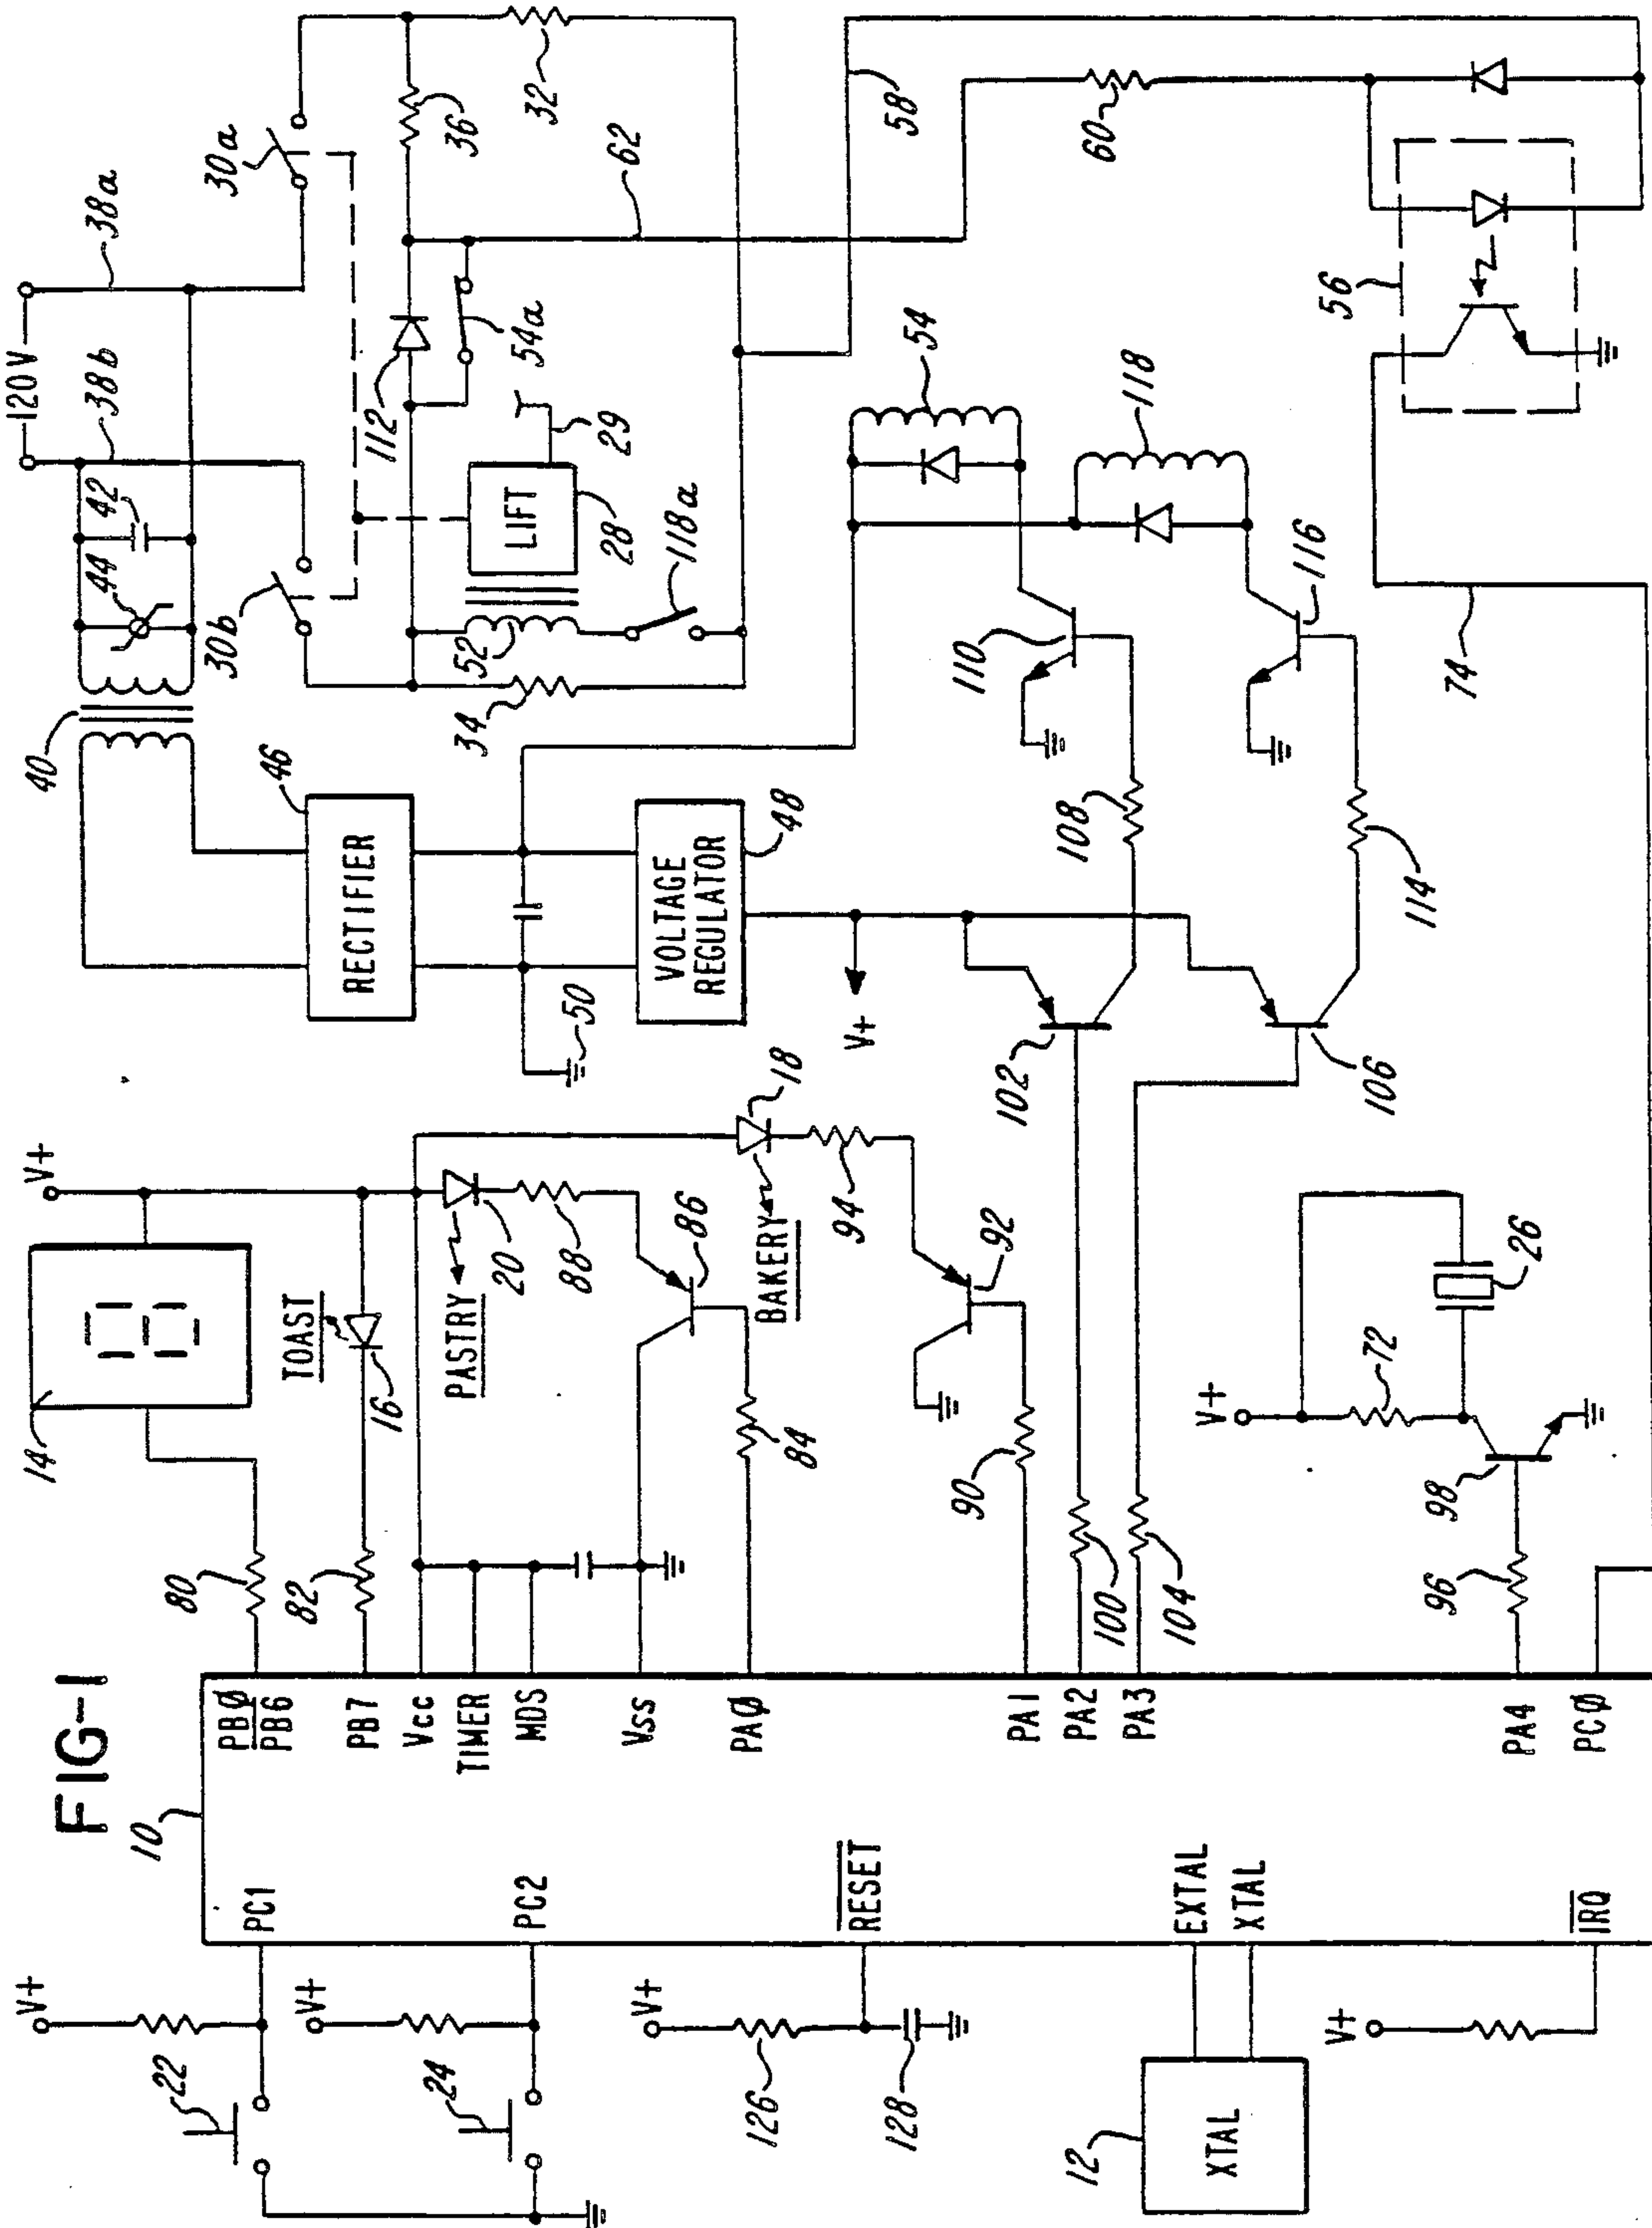 FIG-1
10
14
V+
80
PBØ
PB6
TOAST
16
82
PB7
Vcc
TIMER
MDS
Vss
PAØ
PASTRY
20
88
86
84
18
BAKERY
94
92
90
PA1
PA2
PA3
100
104
V+
72
26
98
96
PA4
PCØ
V+
22
PC1
V+
24
PC2
V+
126
128
RESET
12
XTAL
EXTAL
XTAL
V+
IRQ
120V
38b
38a
42
44
40
30b
30a
46
RECTIFIER
48
VOLTAGE
REGULATOR
50
V+
112
54a
36
32
62
LIFT
29
28
118a
52
34
58
60
54
118
110
116
108
114
102
106
56
74